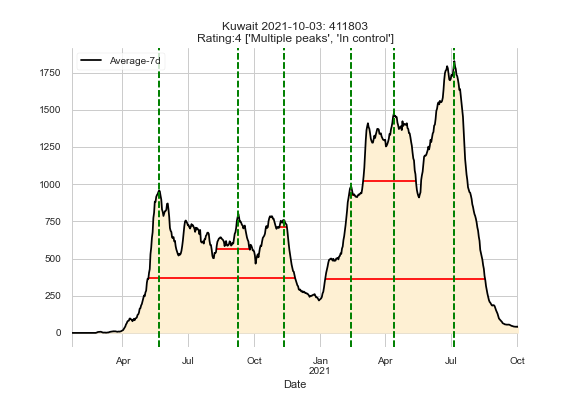 Kuwait 2021-10-03: 411803
Rating:4 ['Multiple peaks', 'In control']
Average-7d
1750
1500
1250
1000
750
500
250
0
Apr Jul Oct Jan Apr Jul Oct
2021
Date